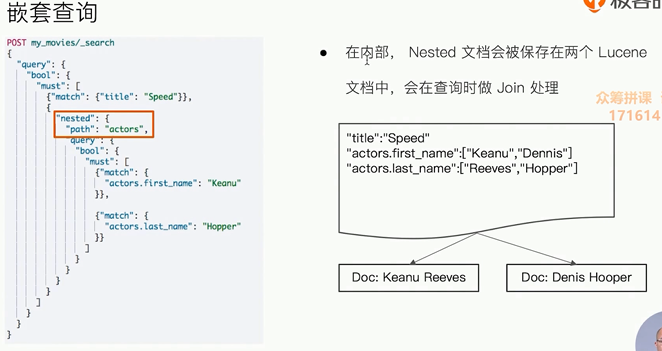 嵌套查询
POST my_movies/_search
{
"query": {
"bool": {
"must": [
{"match": {"title": "Speed"}},
{
"nested": {
"path": "actors",
"query": {
"bool": {
"must": [
{"match": {
"actors.first_name": "Keanu"
}},
{"match": {
"actors.last_name": "Hopper"
}}
]
}
}
}
}
]
}
}
}
● 在内部， Nested 文档会被保存在两个 Lucene
文档中，会在查询时做 Join 处理
众筹拼课
171614
"title":"Speed"
"actors.first_name":["Keanu","Dennis"]
"actors.last_name":["Reeves","Hopper"]
Doc: Keanu Reeves
Doc: Denis Hooper